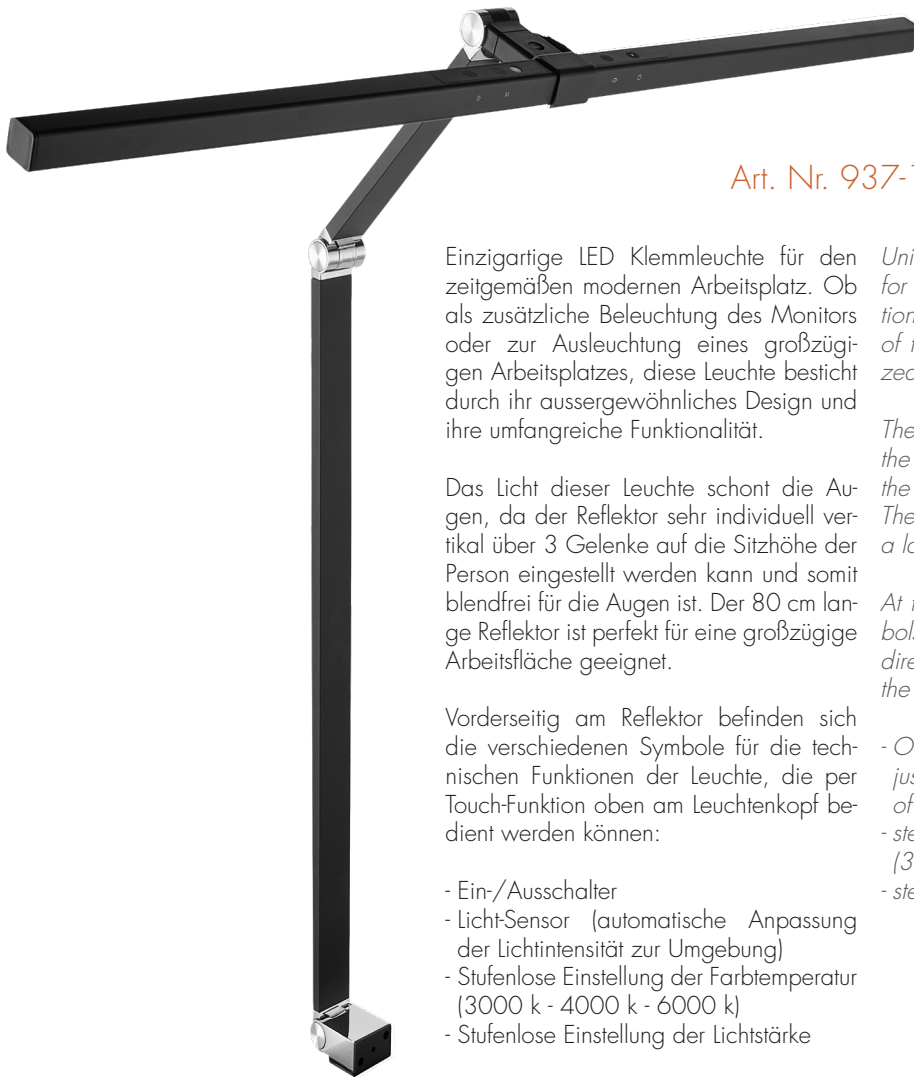 Art. Nr. 937-
Einzigartige LED Klemmleuchte für den
zeitgemäßen modernen Arbeitsplatz. Ob
als zusätzliche Beleuchtung des Monitors
oder zur Ausleuchtung eines großzügi-
gen Arbeitsplatzes, diese Leuchte besticht
durch ihr aussergewöhnliches Design und
ihre umfangreiche Funktionalität.
Das Licht dieser Leuchte schont die Au-
gen, da der Reflektor sehr individuell ver-
tikal über 3 Gelenke auf die Sitzhöhe der
Person eingestellt werden kann und somit
blendfrei für die Augen ist. Der 80 cm lan-
ge Reflektor ist perfekt für eine großzügige
Arbeitsfläche geeignet.
Vorderseitig am Reflektor befinden sich
die verschiedenen Symbole für die tech-
nischen Funktionen der Leuchte, die per
Touch-Funktion oben am Leuchtenkopf be-
dient werden können:
- Ein-/Ausschalter
- Licht-Sensor (automatische Anpassung
der Lichtintensität zur Umgebung)
- Stufenlose Einstellung der Farbtemperatur
(3000 k - 4000 k - 6000 k)
- Stufenlose Einstellung der Lichtstärke
Uni
for
tion
of t
zed
The
the
the
The
a lo
At t
bols
dire
the
- O
jus
of
- ste
(3
- ste
M